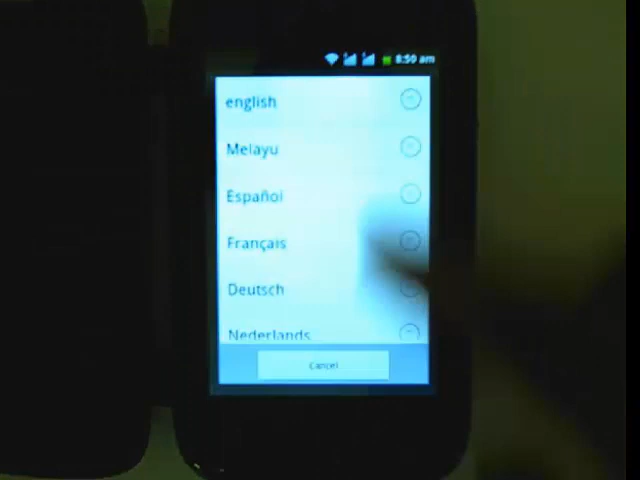 8:50 am
english
Melayu
Español
Français
Deutsch
Nederlands
Cancel